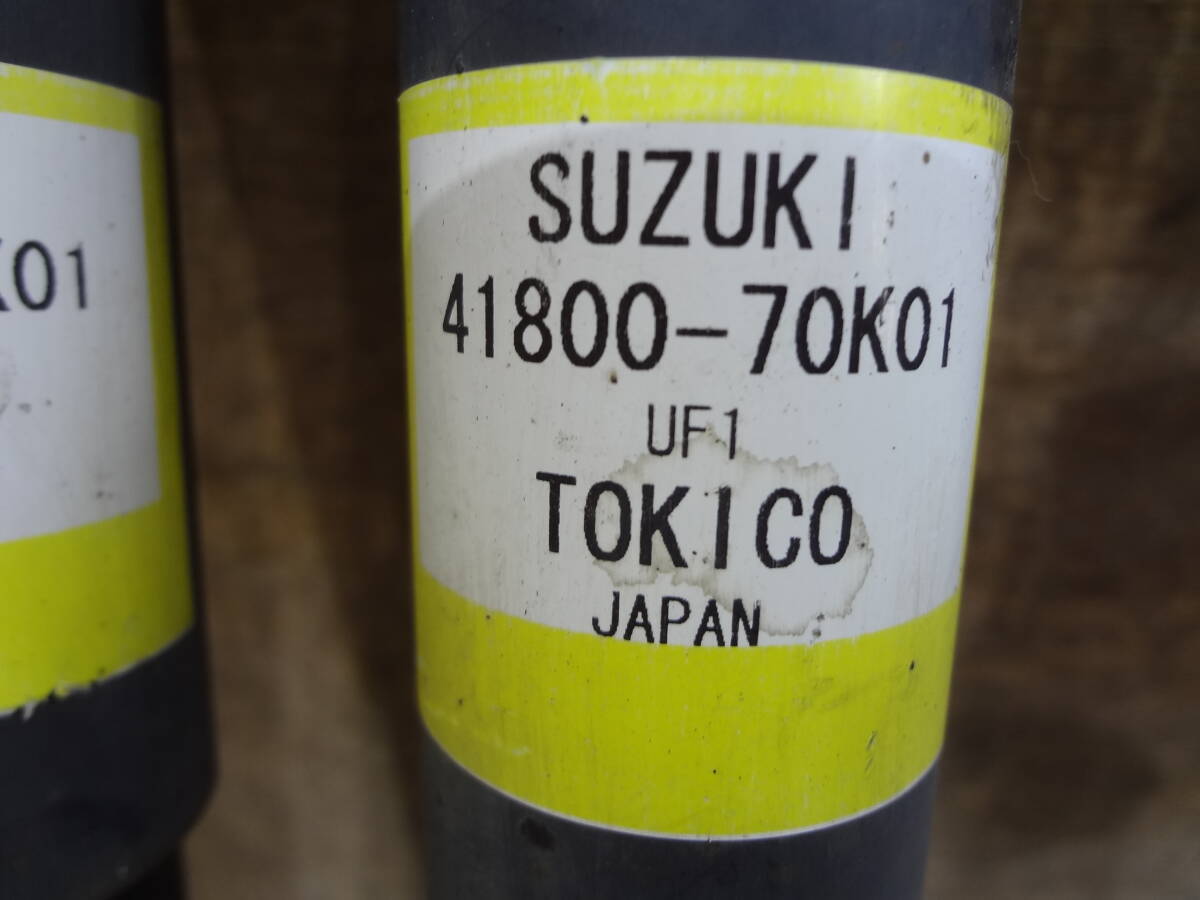 K01
SUZUKI
41800-70K01
UF1
TOKICO
JAPAN